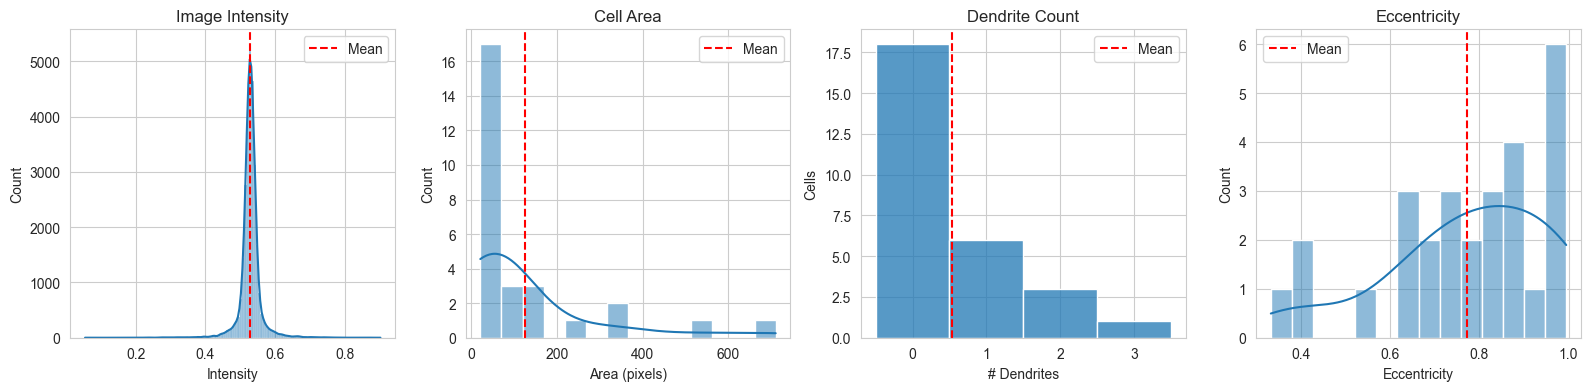 Image Intensity
Mean
5000
4000
3000
2000
1000
0
Count
0.2 0.4 0.6 0.8
Intensity
Cell Area
Mean
16
14
12
10
8
6
4
2
0
Count
0 200 400 600
Area (pixels)
Dendrite Count
Mean
17.5
15.0
12.5
10.0
7.5
5.0
2.5
0.0
Cells
0 1 2 3
# Dendrites
Eccentricity
Mean
6
5
4
3
2
1
0
Count
0.4 0.6 0.8 1.0
Eccentricity